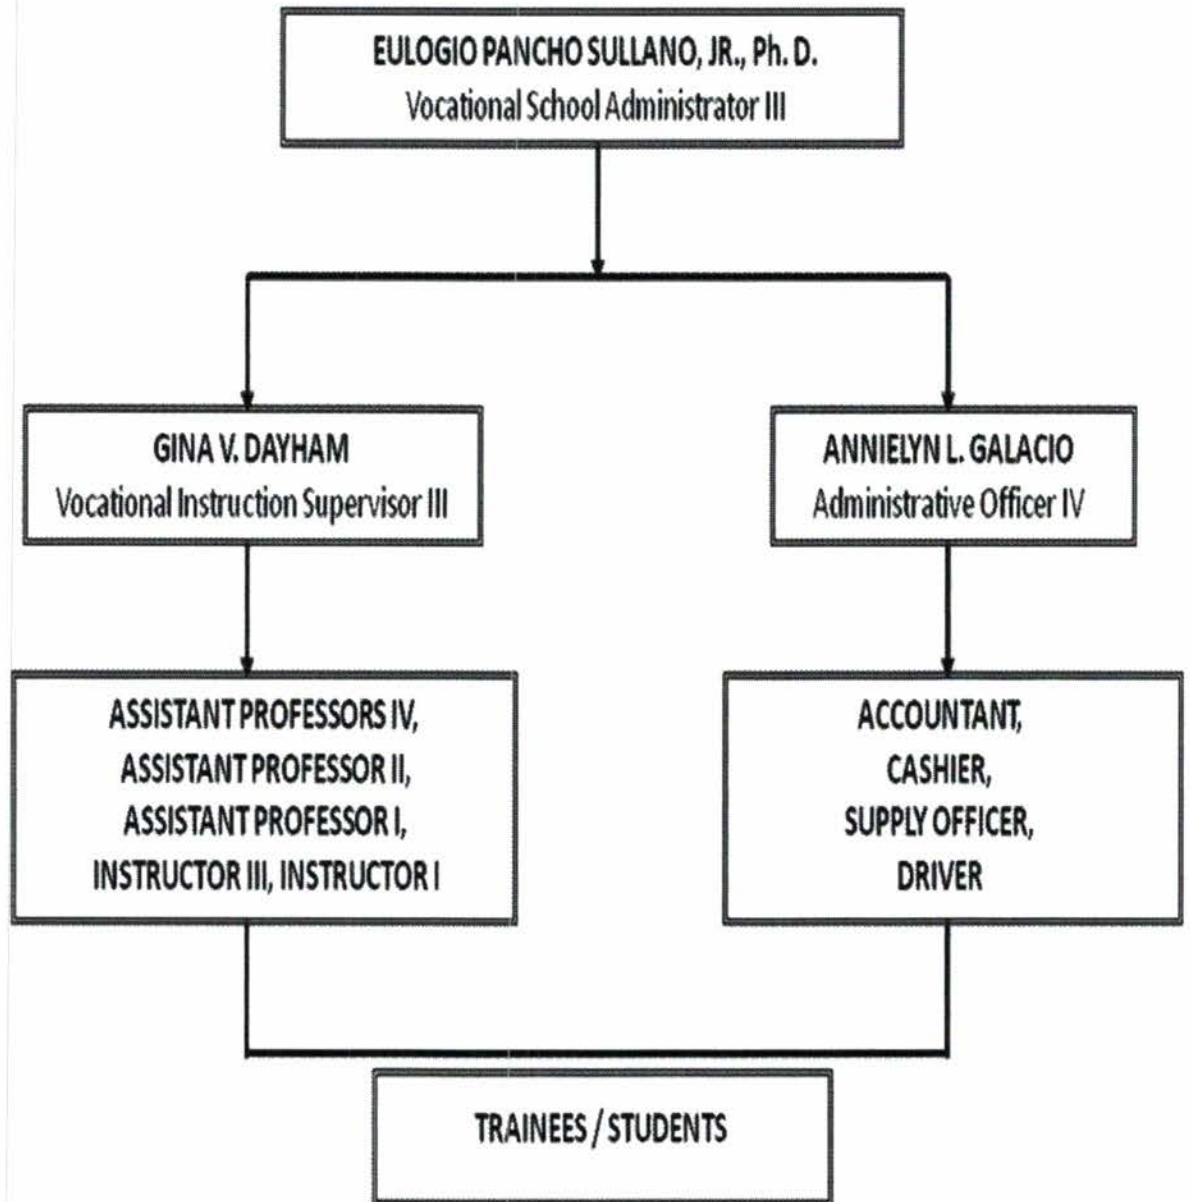 EULOGIO PANCHO SULLANO, JR., Ph. D.
Vocational School Administrator III
GINA V. DAYHAM
Vocational Instruction Supervisor III
ANNIELYN L. GALACIO
Administrative Officer IV
ASSISTANT PROFESSORS IV,
ASSISTANT PROFESSOR II,
ASSISTANT PROFESSOR I,
INSTRUCTOR III, INSTRUCTOR I
ACCOUNTANT,
CASHIER,
SUPPLY OFFICER,
DRIVER
TRAINEES / STUDENTS